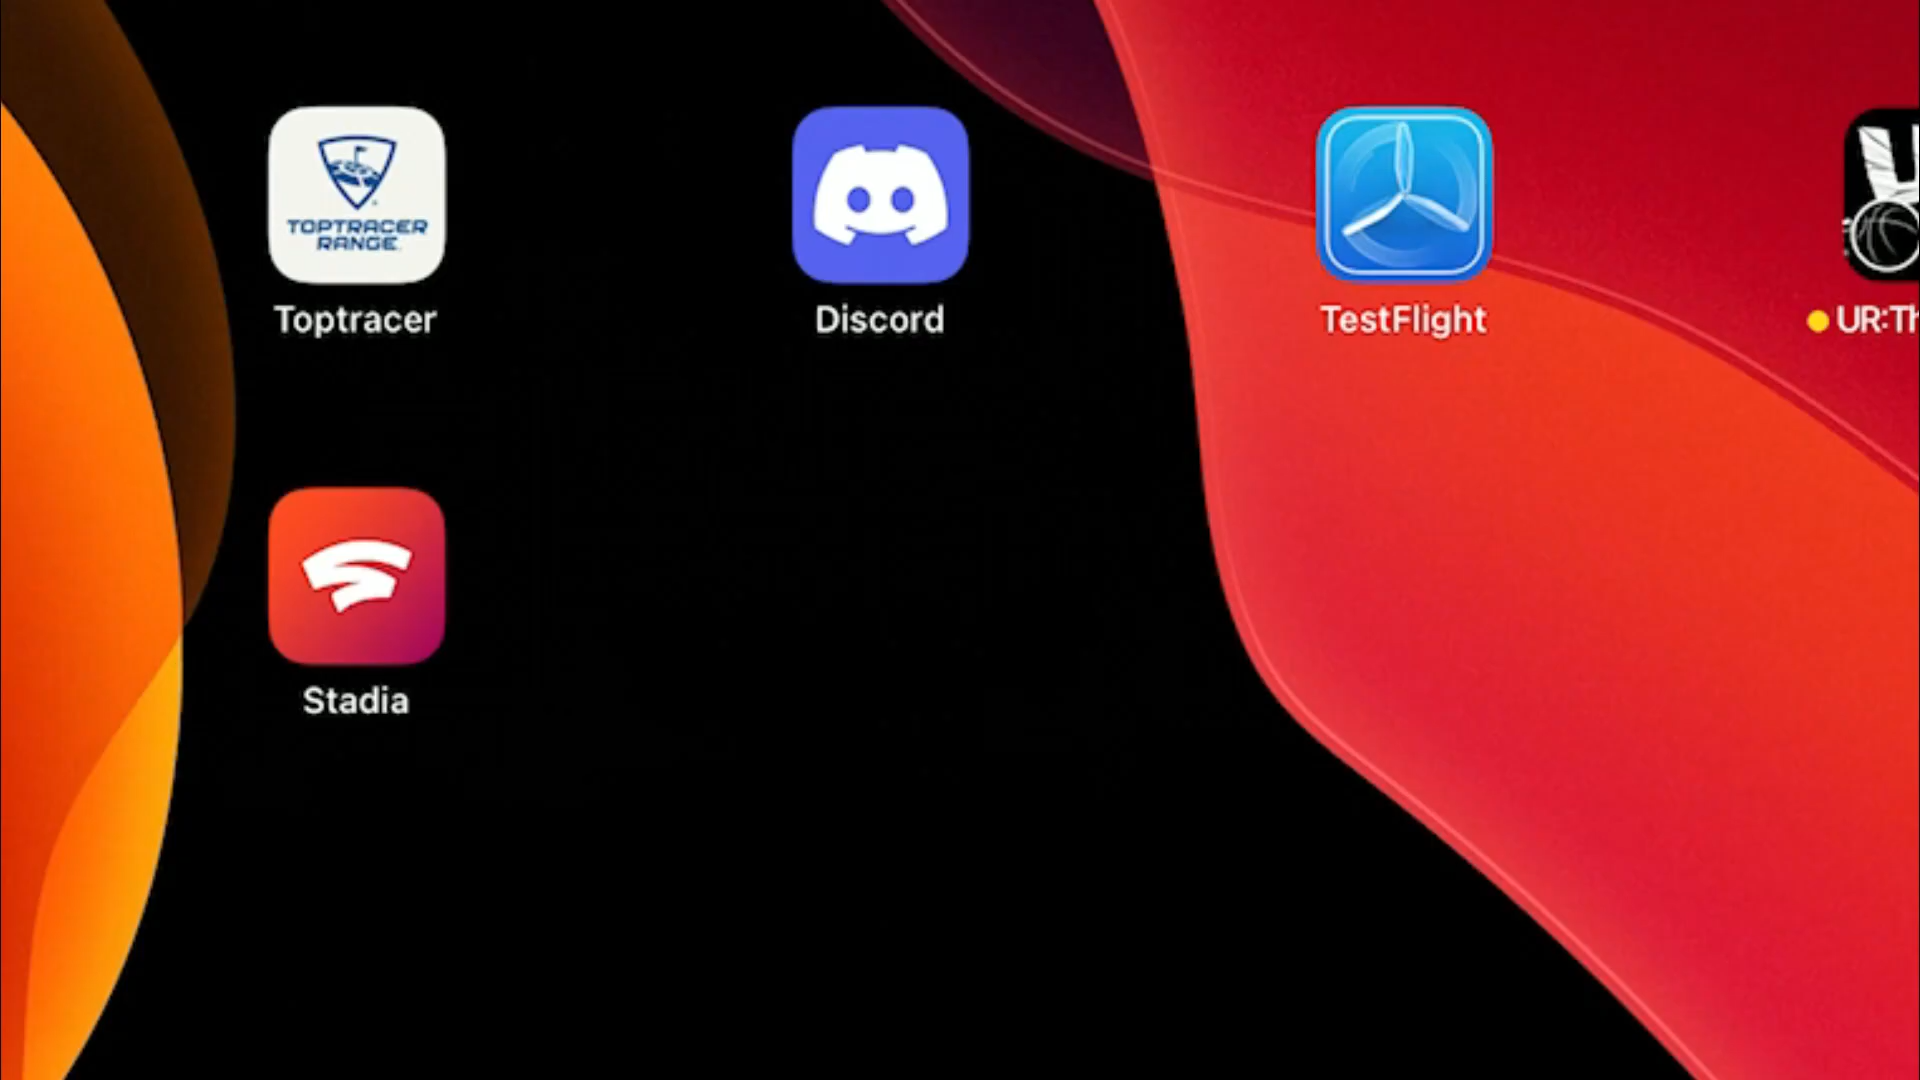 TOPTRACER
RANGE
Toptracer
Discord
TestFlight
UR:Th
Stadia